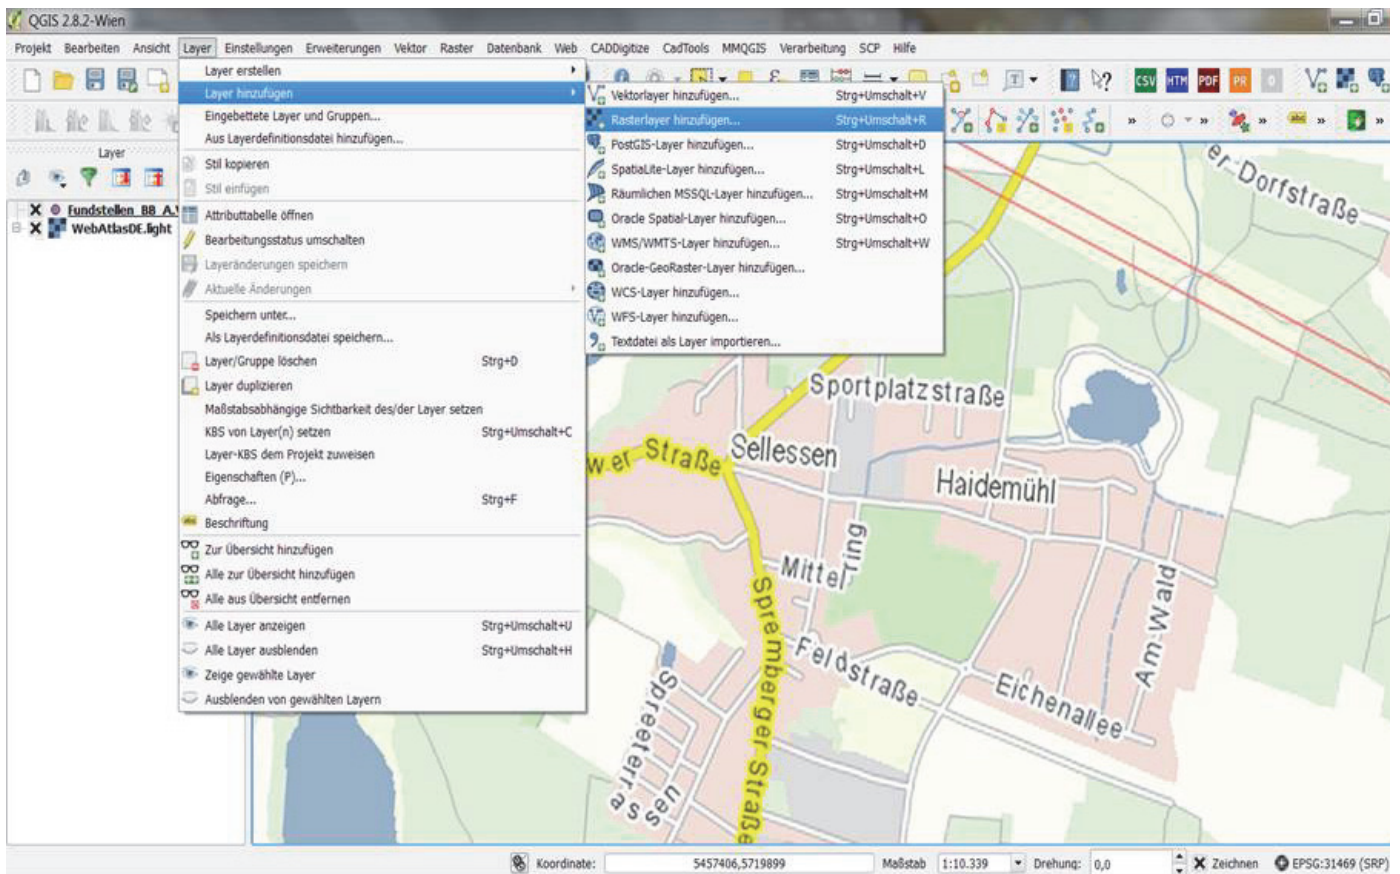 QGIS 2.8.2-Wien
Projekt Bearbeiten Ansicht Layer Einstellungen Erweiterungen Vektor Raster Datenbank Web CADDigitize CadTools MMQGIS Verarbeitung SCP Hilfe
CSV HTM PDF PR
Layer
Fundstellen_BB_A.
WebAtlasDE.light
Layer erstellen
Layer hinzufügen
Eingebettete Layer und Gruppen...
Aus Layerdefinitionsdatei hinzufügen...
Stil kopieren
Stil einfügen
Attributtabelle öffnen
Bearbeitungsstatus umschalten
Layeränderungen speichern
Aktuelle Änderungen
Speichern unter...
Als Layerdefinitionsdatei speichern...
Layer/Gruppe löschen Strg+D
Layer duplizieren
Maßstabsabhängige Sichtbarkeit des/der Layer setzen
KBS von Layer(n) setzen Strg+Umschalt+C
Layer-KBS dem Projekt zuweisen
Eigenschaften (P)...
Abfrage... Strg+F
abc Beschriftung
Zur Übersicht hinzufügen
Alle zur Übersicht hinzufügen
Alle aus Übersicht entfernen
Alle Layer anzeigen Strg+Umschalt+U
Alle Layer ausblenden Strg+Umschalt+H
Zeige gewählte Layer
Ausblenden von gewählten Layern
Vektorlayer hinzufügen... Strg+Umschalt+V
Rasterlayer hinzufügen... Strg+Umschalt+R
PostGIS-Layer hinzufügen... Strg+Umschalt+D
SpatiaLite-Layer hinzufügen... Strg+Umschalt+L
Räumlichen MSSQL-Layer hinzufügen... Strg+Umschalt+M
Oracle Spatial-Layer hinzufügen... Strg+Umschalt+O
WMS/WMTS-Layer hinzufügen... Strg+Umschalt+W
Oracle-GeoRaster-Layer hinzufügen...
WCS-Layer hinzufügen...
WFS-Layer hinzufügen...
Textdatei als Layer importieren...
er-Dorfstraße
Sportplatzstraße
wer Straße
Sellessen
Haidemühl
Mittelring
Am Wald
Spremberger Straße
Feldstraße
Eichenallee
Spreeterrassen
Koordinate: 5457406,5719899 Maßstab 1:10.339 Drehung: 0,0 Zeichnen EPSG:31469 (SRP)